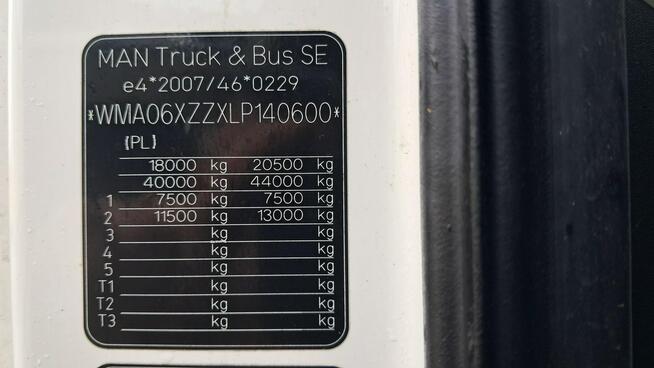 MAN Truck & Bus SE
e4*2007/46*0229
*WMA06XZZXLP140600*
(PL)
18000 kg 20500 kg
40000 kg 44000 kg
1 7500 kg 7500 kg
2 11500 kg 13000 kg
3 kg kg
4 kg kg
5 kg kg
T1 kg kg
T2 kg kg
T3 kg kg